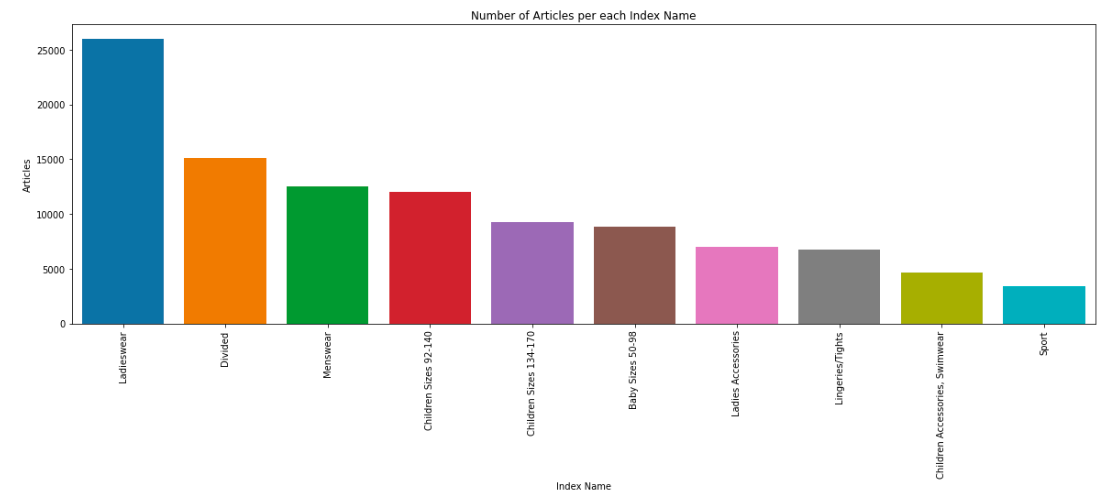 Number of Articles per each Index Name
Articles
25000
20000
15000
10000
5000
0
Ladieswear
Divided
Menswear
Children Sizes 92-140
Children Sizes 134-170
Baby Sizes 50-98
Ladies Accessories
Lingeries/Tights
Children Accessories, Swimwear
Sport
Index Name